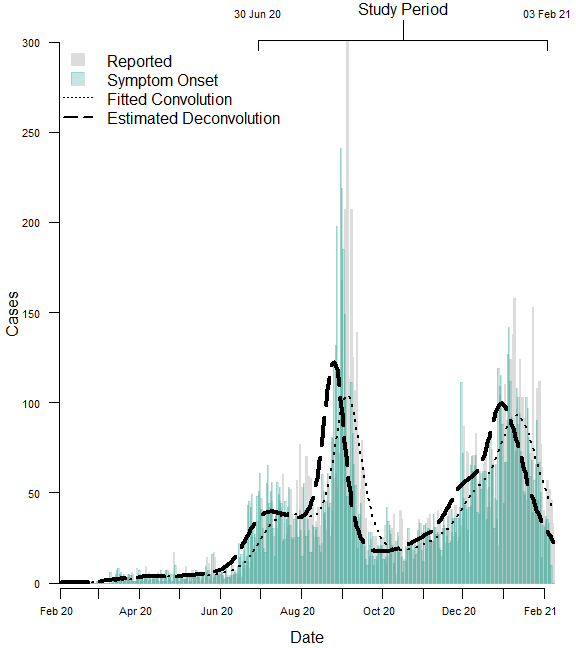 Study Period
30 Jun 20
03 Feb 21
Reported
Symptom Onset
Fitted Convolution
Estimated Deconvolution
300
250
200
150
100
50
0
Cases
Feb 20
Apr 20
Jun 20
Aug 20
Oct 20
Dec 20
Feb 21
Date